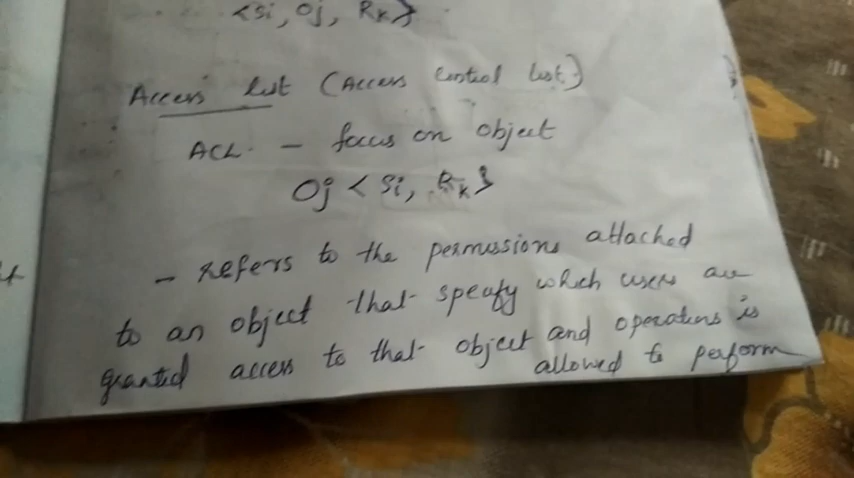 <Si, Oj, Rk}
Access list (Access Control List)
ACL. - focus on object
Oj < Si, Rk}
- Refers to the permissions attached
to an object that specify which users are
granted access to that object and operations is
allowed to perform